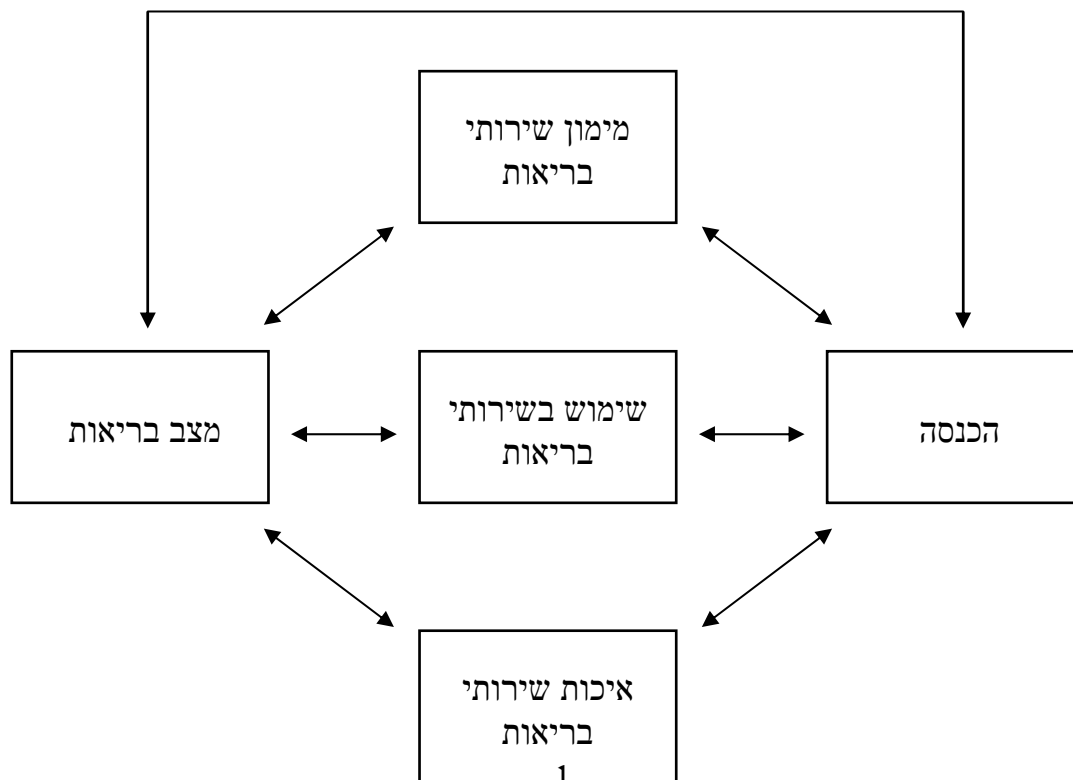 מימון שירותי
בריאות
הכנסה
שימוש בשירותי
בריאות
מצב בריאות
איכות שירותי
בריאות
1